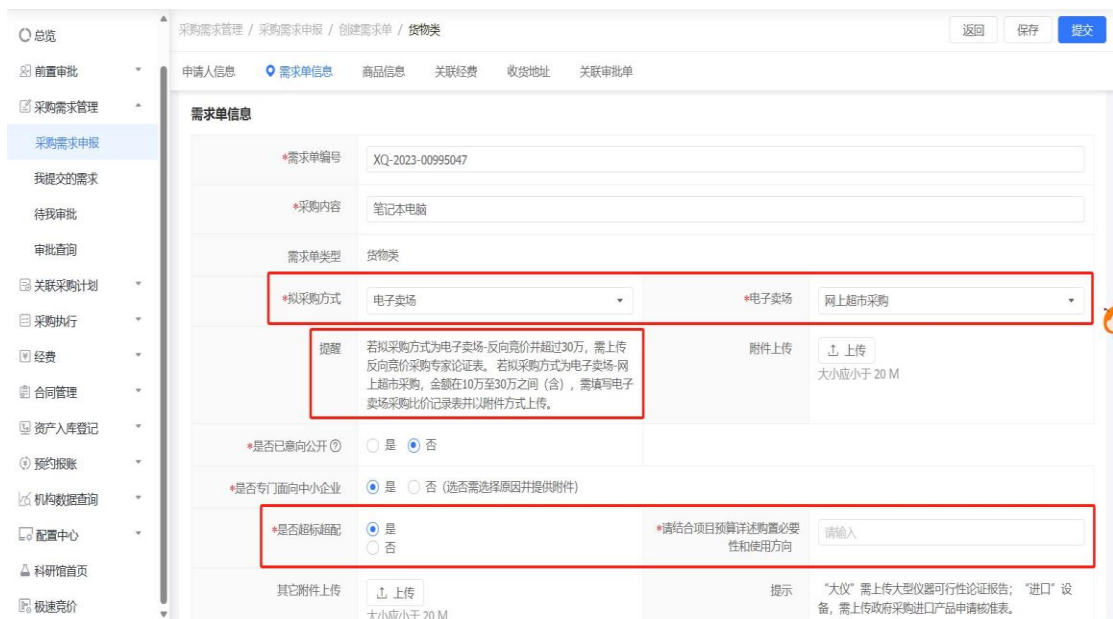 采购需求管理 / 采购需求申报 / 创建需求单 / 货物类
返回
保存
提交
总览
前置审批
采购需求管理
采购需求申报
我提交的需求
待我审批
审批查询
关联采购计划
采购执行
经费
合同管理
资产入库登记
预约报账
机构数据查询
配置中心
科研馆首页
极速竞价
申请人信息
需求单信息
商品信息
关联经费
收货地址
关联审批单
需求单信息
*需求单编号
XQ-2023-00995047
*采购内容
笔记本电脑
需求单类型
货物类
*拟采购方式
电子卖场
*电子卖场
网上超市采购
提醒
若拟采购方式为电子卖场-反向竞价并超过30万，需上传
反向竞价采购专家论证表。 若拟采购方式为电子卖场-网
上超市采购，金额在10万至30万之间（含），需填写电子
卖场采购比价记录表并以附件方式上传。
附件上传
上传
大小应小于 20 M
*是否已意向公开
是
否
*是否专门面向中小企业
是
否（选否需选择原因并提供附件）
*是否超标超配
是
否
*请结合项目预算详述购置必要
性和使用方向
请输入
其它附件上传
上传
大小应小于 20 M
提示
“大仪”需上传大型仪器可行性论证报告； “进口”设
备，需上传政府采购进口产品申请核准表。